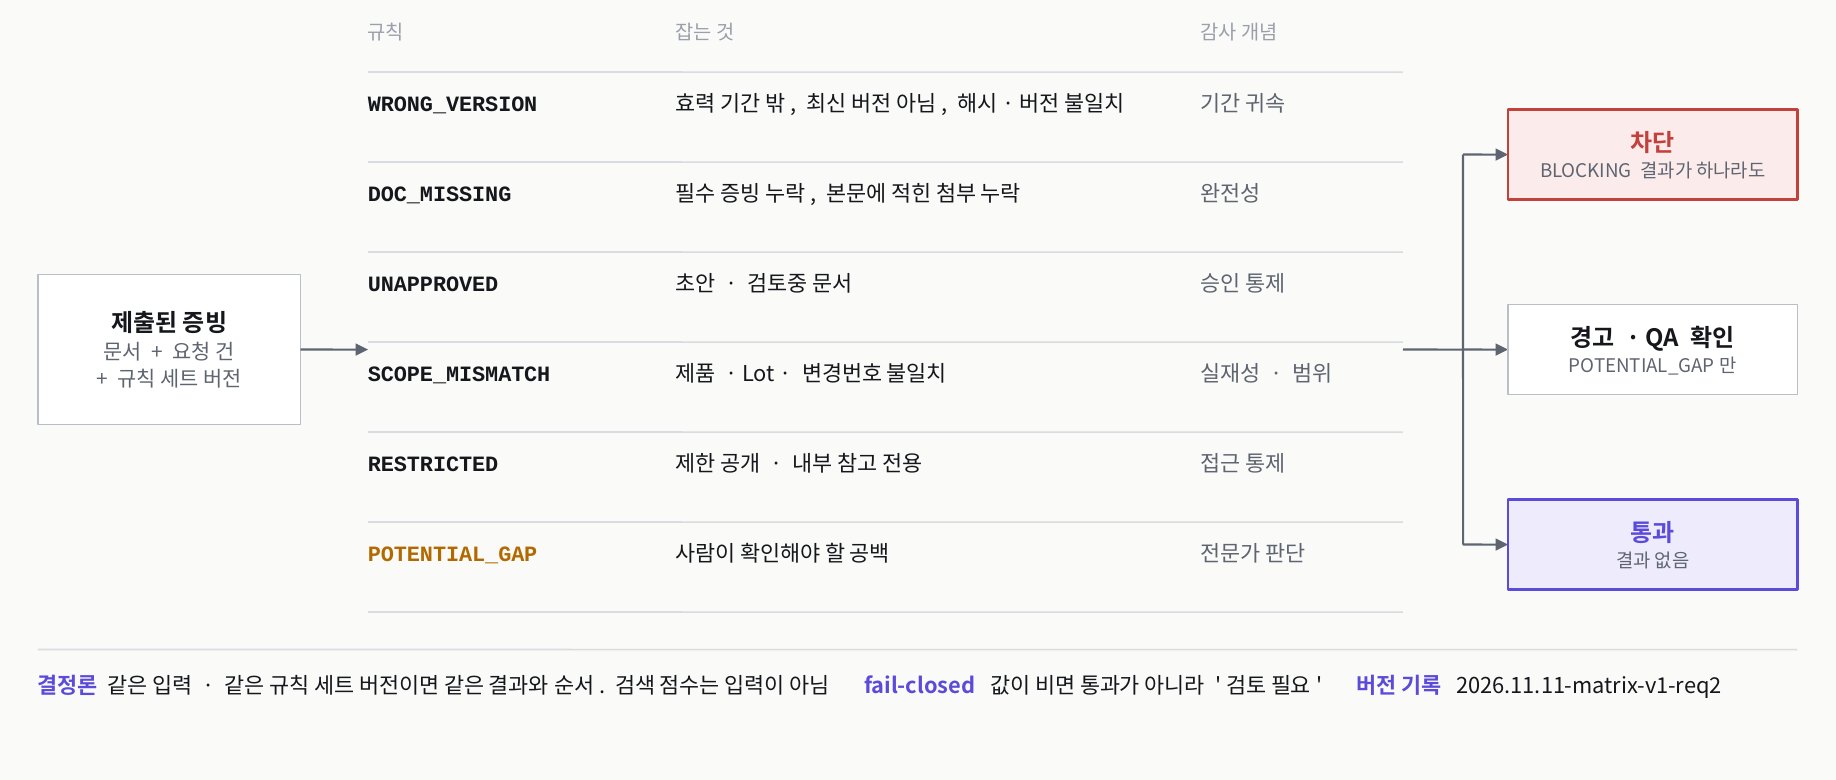 규칙 잡는 것 감사 개념
WRONG_VERSION 효력 기간 밖 , 최신 버전 아님 , 해시 · 버전 불일치 기간 귀속
DOC_MISSING 필수 증빙 누락 , 본문에 적힌 첨부 누락 완전성
UNAPPROVED 초안 · 검토중 문서 승인 통제
SCOPE_MISMATCH 제품 · Lot · 변경번호 불일치 실재성 · 범위
RESTRICTED 제한 공개 · 내부 참고 전용 접근 통제
POTENTIAL_GAP 사람이 확인해야 할 공백 전문가 판단
제출된 증빙
문서 + 요청 건
+ 규칙 세트 버전
차단
BLOCKING 결과가 하나라도
경고 · QA 확인
POTENTIAL_GAP 만
통과
결과 없음
결정론 같은 입력 · 같은 규칙 세트 버전이면 같은 결과와 순서 . 검색 점수는 입력이 아님 fail-closed 값이 비면 통과가 아니라 ' 검토 필요 ' 버전 기록 2026.11.11-matrix-v1-req2